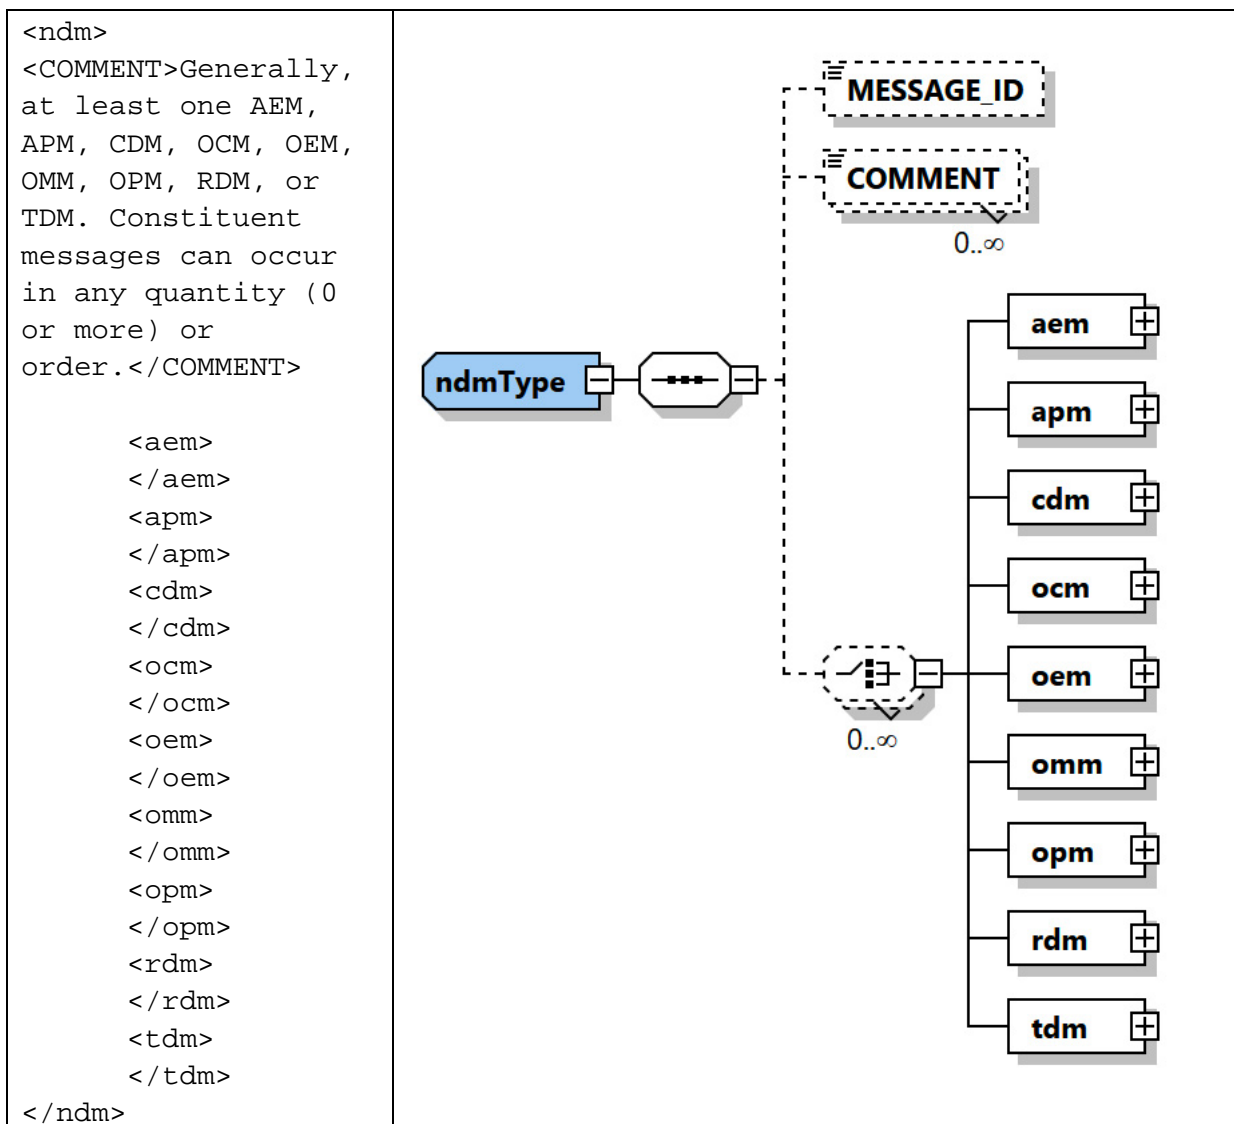 <ndm>
<COMMENT>Generally,
at least one AEM,
APM, CDM, OCM, OEM,
OMM, OPM, RDM, or
TDM. Constituent
messages can occur
in any quantity (0
or more) or
order.</COMMENT>
<aem>
</aem>
<apm>
</apm>
<cdm>
</cdm>
<ocm>
</ocm>
<oem>
</oem>
<omm>
</omm>
<opm>
</opm>
<rdm>
</rdm>
<tdm>
</tdm>
</ndm>
ndmType
MESSAGE_ID
COMMENT
0..∞
0..∞
aem
apm
cdm
ocm
oem
omm
opm
rdm
tdm